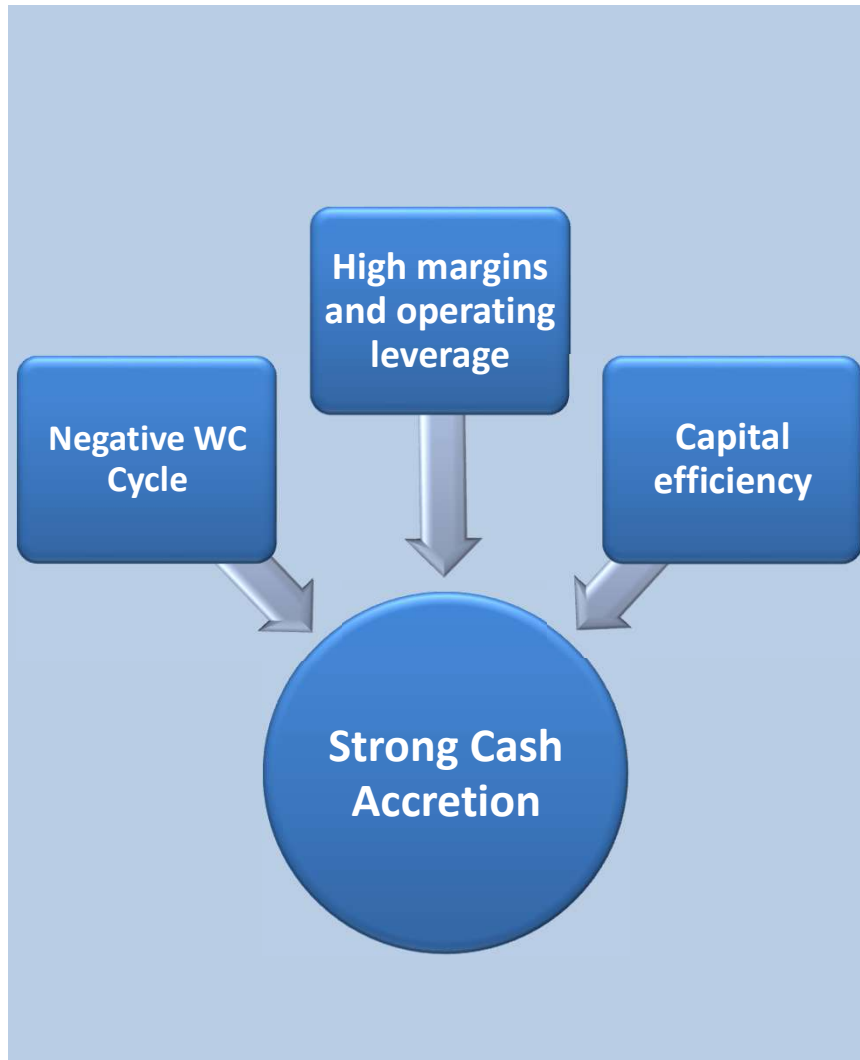 High margins
and operating
leverage
Negative WC
Cycle
Capital
efficiency
Strong Cash
Accretion